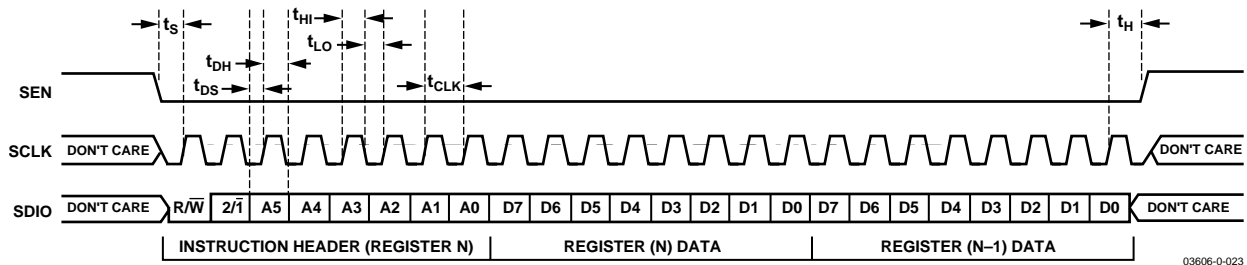 tS
tHI
tLO
tDH
tDS
tCLK
tH
SEN
SCLK DON'T CARE DON'T CARE
SDIO DON'T CARE R/W̅ 2/1̅ A5 A4 A3 A2 A1 A0 D7 D6 D5 D4 D3 D2 D1 D0 D7 D6 D5 D4 D3 D2 D1 D0 DON'T CARE
INSTRUCTION HEADER (REGISTER N) REGISTER (N) DATA REGISTER (N–1) DATA
03606-0-023